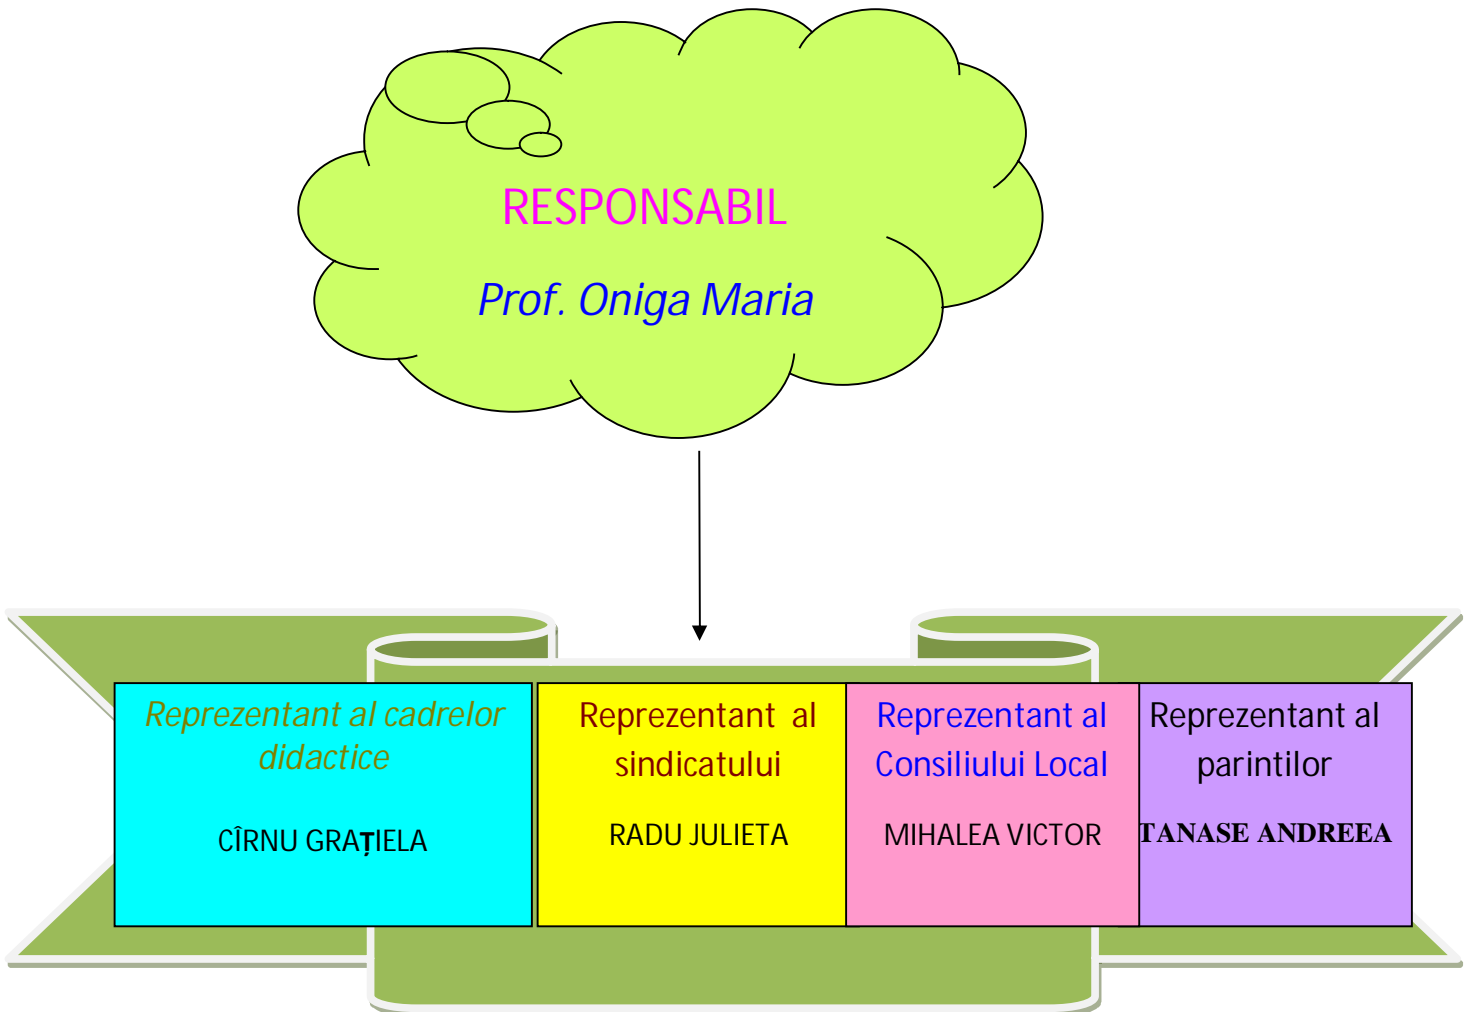 RESPONSABIL
Prof. Oniga Maria
Reprezentant al cadrelor
didactice
CÎRNU GRAȚIELA
Reprezentant al
sindicatului
RADU JULIETA
Reprezentant al
Consiliului Local
MIHALEA VICTOR
Reprezentant al
parintilor
TANASE ANDREEA